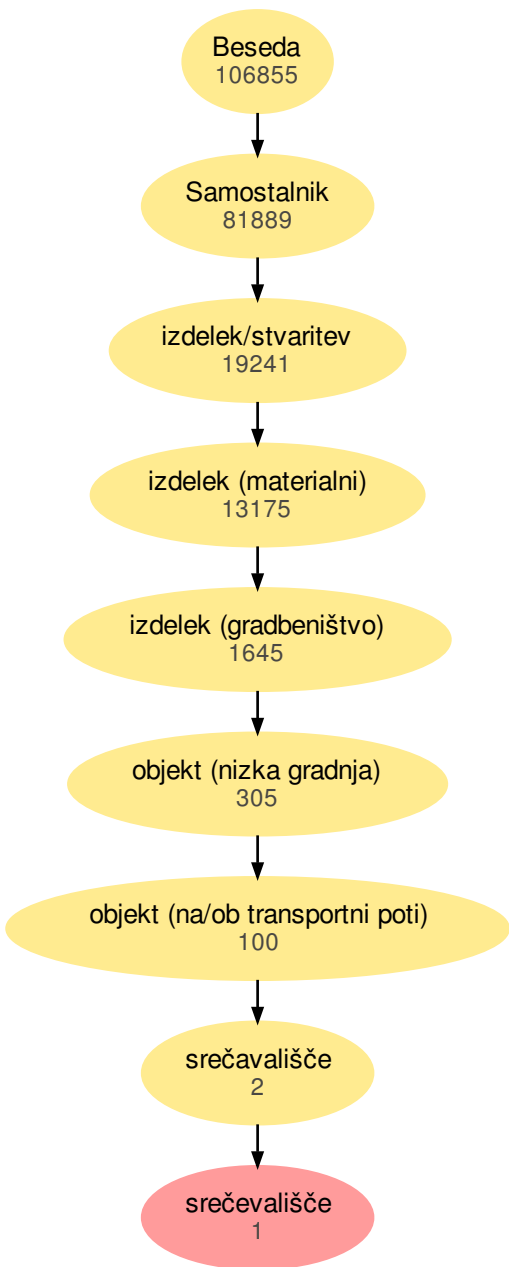 Beseda
106855
Samostalnik
81889
izdelek/stvaritev
19241
izdelek (materialni)
13175
izdelek (gradbeništvo)
1645
objekt (nizka gradnja)
305
objekt (na/ob transportni poti)
100
srečavališče
2
srečevališče
1